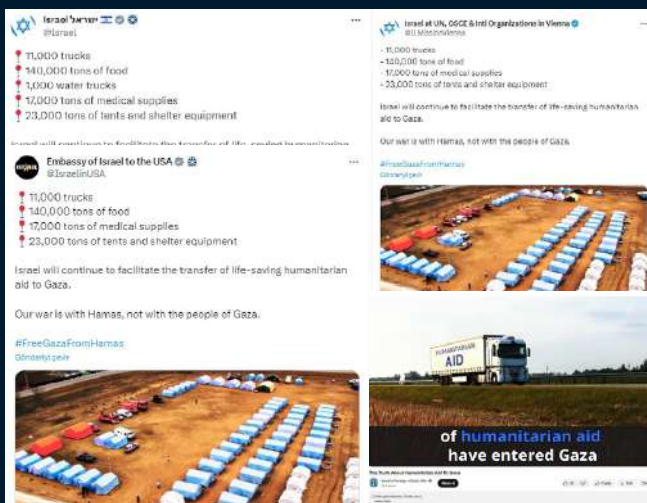 Israel ישראל
@Israel
11,000 trucks
140,000 tons of food
1,000 water trucks
17,000 tons of medical supplies
23,000 tons of tents and shelter equipment
Israel will continue to facilitate the transfer of life-saving humanitarian
Embassy of Israel to the USA
@IsraelinUSA
11,000 trucks
140,000 tons of food
17,000 tons of medical supplies
23,000 tons of tents and shelter equipment
Israel will continue to facilitate the transfer of life-saving humanitarian
aid to Gaza.
Our war is with Hamas, not with the people of Gaza.
#FreeGazaFromHamas
Gönderiyi çevir
Israel at UN, OSCE & Intl Organizations in Vienna
- 11,000 trucks
- 140,000 tons of food
- 17,000 tons of medical supplies
- 23,000 tons of tents and shelter equipment
Israel will continue to facilitate the transfer of life-saving humanitarian
aid to Gaza.
Our war is with Hamas, not with the people of Gaza.
#FreeGazaFromHamas
Gönderiyi çevir
HUMANITARIAN
AID
of humanitarian aid
have entered Gaza
The Truth About Humanitarian Aid to Gaza